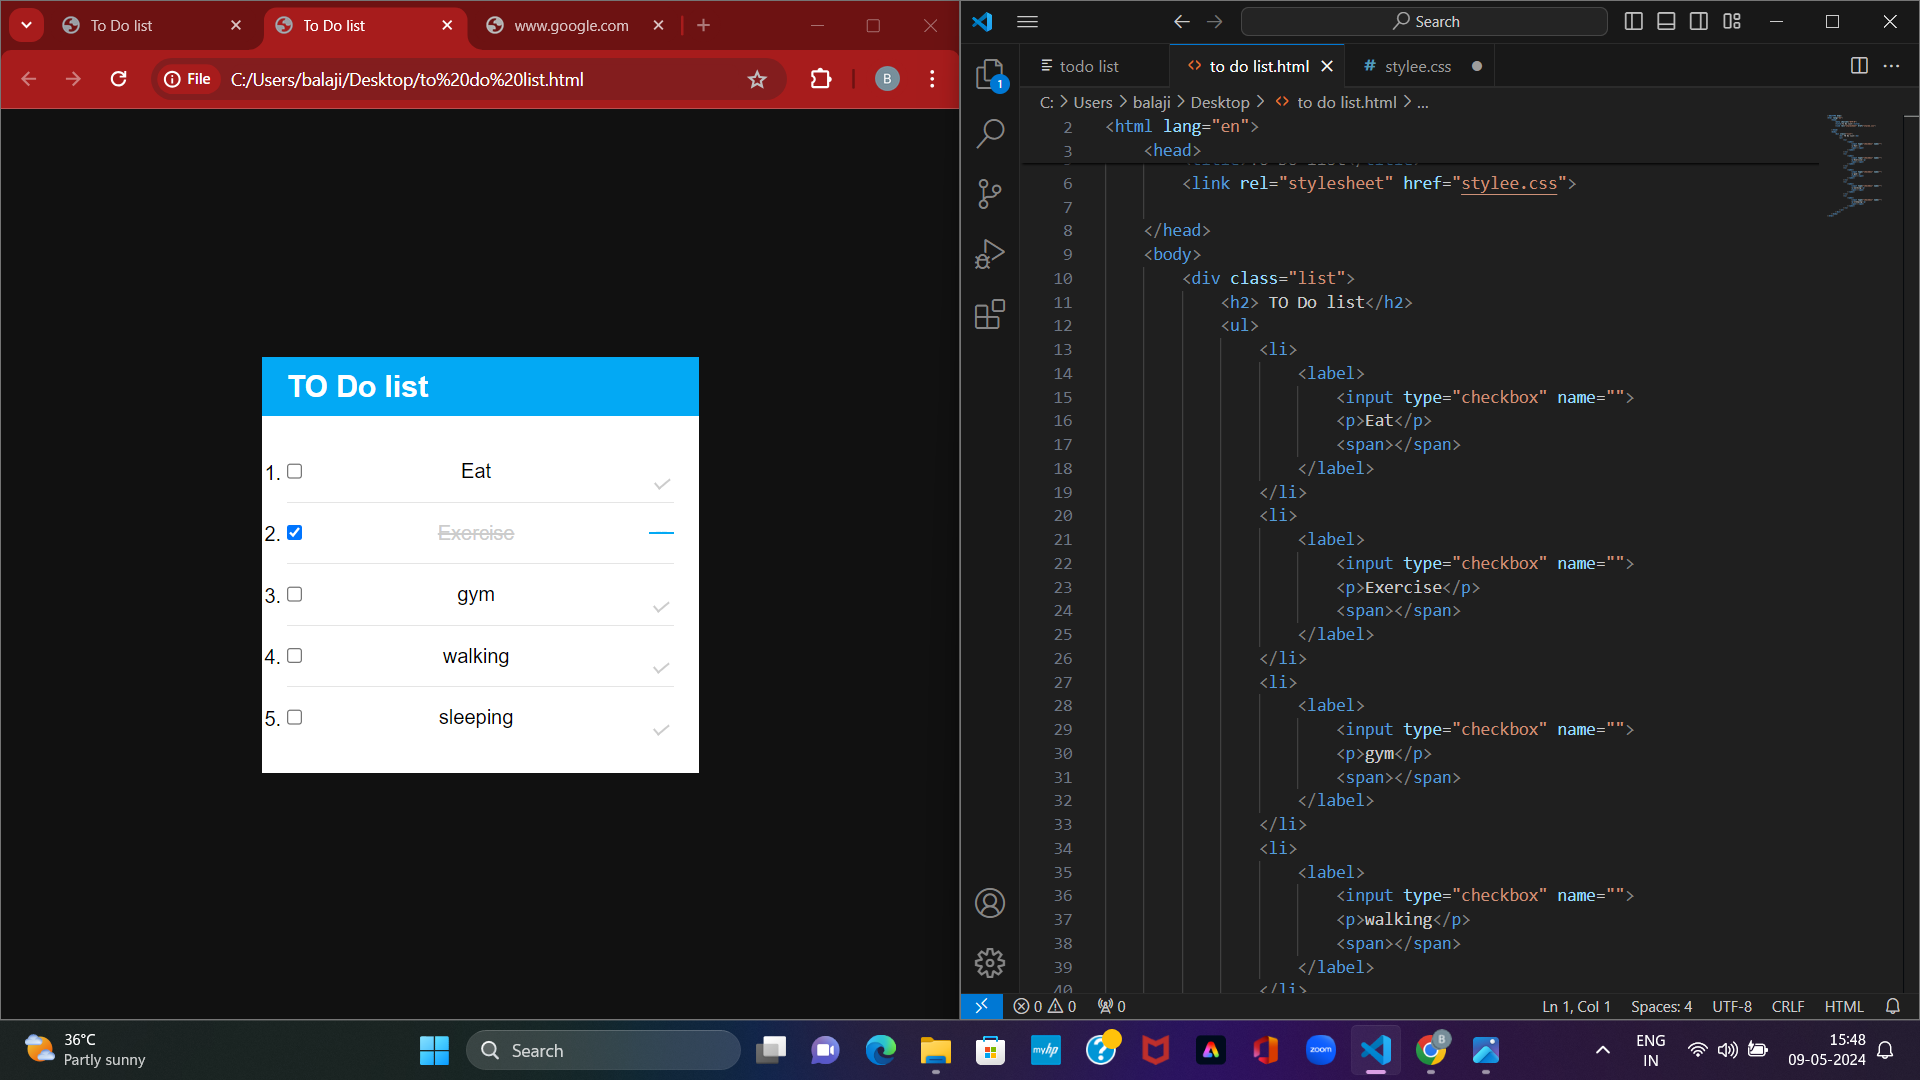 To Do list
To Do list
www.google.com
File
C:/Users/balaji/Desktop/to%20do%20list.html
B
TO Do list
1. Eat
2. Exercise
3. gym
4. walking
5. sleeping
Search
1
todo list
to do list.html
stylee.css
C: > Users > balaji > Desktop > to do list.html > ...
2 <html lang="en">
3 <head>
6 <link rel="stylesheet" href="stylee.css">
7
8 </head>
9 <body>
10 <div class="list">
11 <h2> TO Do list</h2>
12 <ul>
13 <li>
14 <label>
15 <input type="checkbox" name="">
16 <p>Eat</p>
17 <span></span>
18 </label>
19 </li>
20 <li>
21 <label>
22 <input type="checkbox" name="">
23 <p>Exercise</p>
24 <span></span>
25 </label>
26 </li>
27 <li>
28 <label>
29 <input type="checkbox" name="">
30 <p>gym</p>
31 <span></span>
32 </label>
33 </li>
34 <li>
35 <label>
36 <input type="checkbox" name="">
37 <p>walking</p>
38 <span></span>
39 </label>
40 </li>
0 0 0
Ln 1, Col 1 Spaces: 4 UTF-8 CRLF HTML
36°C
Partly sunny
Search
myhp
zoom
B
ENG
IN
15:48
09-05-2024